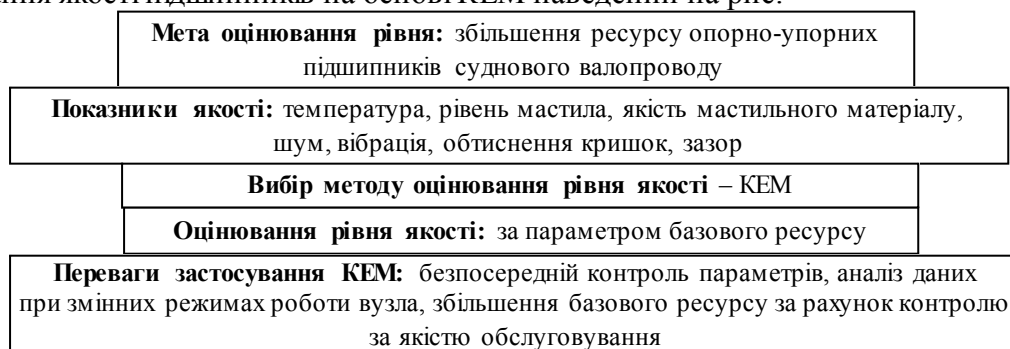 ння якості підшипників на основі КЕМ наведений на рис.
Мета оцінювання рівня: збільшення ресурсу опорно-упорних
підшипників суднового валопроводу
Показники якості: температура, рівень мастила, якість мастильного матеріалу,
шум, вібрація, обтиснення кришок, зазор
Вибір методу оцінювання рівня якості – КЕМ
Оцінювання рівня якості: за параметром базового ресурсу
Переваги застосування КЕМ: безпосередній контроль параметрів, аналіз даних
при змінних режимах роботи вузла, збільшення базового ресурсу за рахунок контролю
за якістю обслуговування